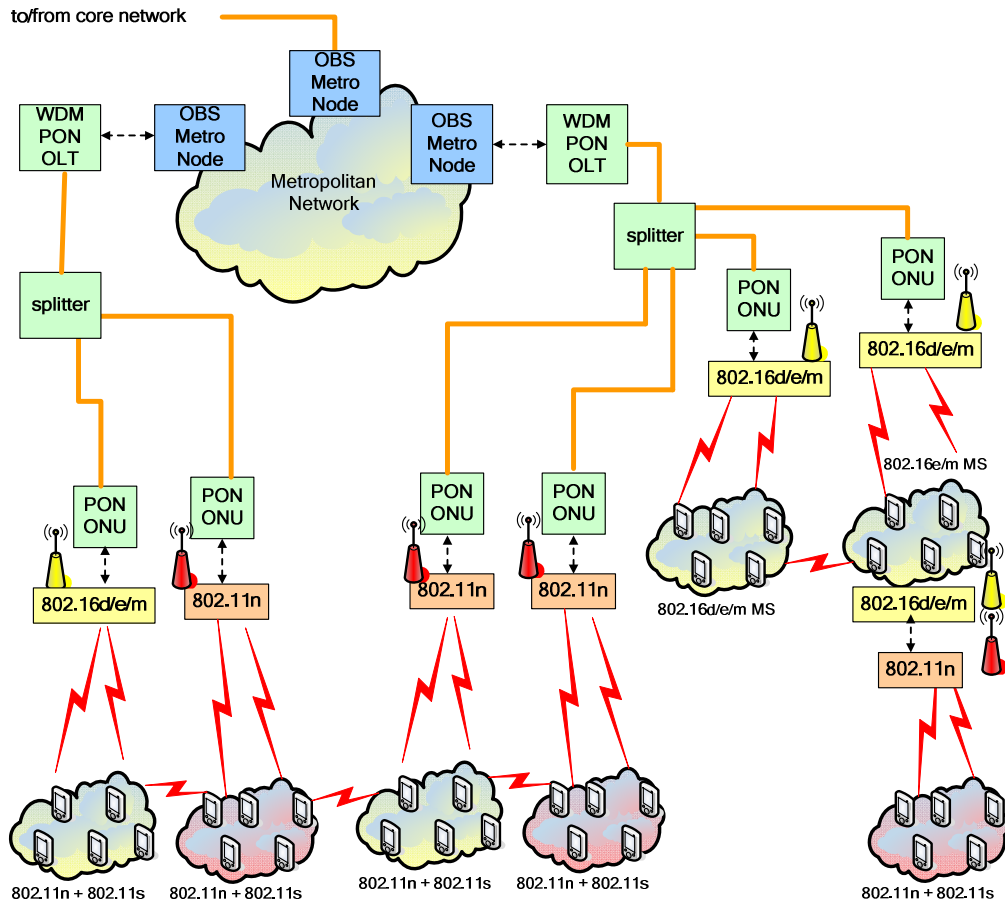 to/from core network
OBS
Metro
Node
WDM
PON
OLT
OBS
Metro
Node
OBS
Metro
Node
WDM
PON
OLT
Metropolitan
Network
splitter
splitter
PON
ONU
PON
ONU
802.16d/e/m
802.16d/e/m
802.16e/m MS
PON
ONU
PON
ONU
PON
ONU
PON
ONU
802.16d/e/m
802.11n
802.11n
802.11n
802.16d/e/m MS
802.16d/e/m
802.11n
802.11n + 802.11s
802.11n + 802.11s
802.11n + 802.11s
802.11n + 802.11s
802.11n + 802.11s